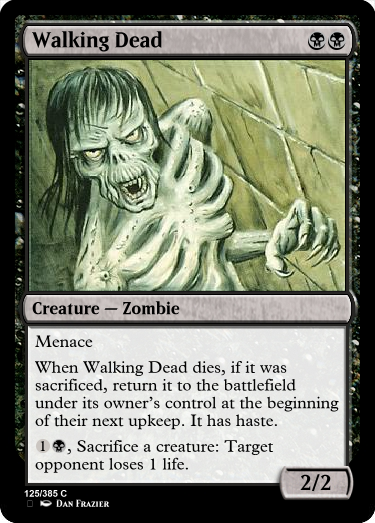 Walking Dead
Creature — Zombie
Menace
When Walking Dead dies, if it was
sacrificed, return it to the battlefield
under its owner's control at the beginning
of their next upkeep. It has haste.
1, Sacrifice a creature: Target
opponent loses 1 life.
2/2
125/385 C
Dan Frazier